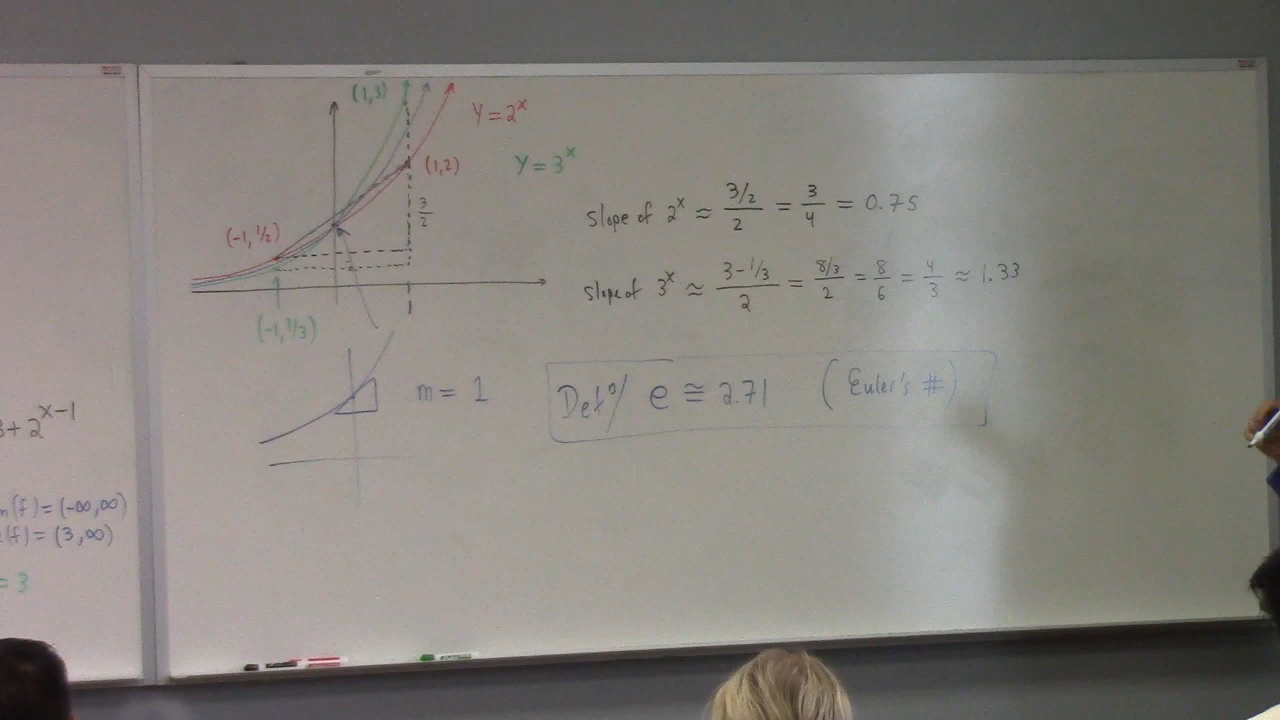 (1,3)
Y = 2^x
Y = 3^x
(1,2)
3/2
(-1, 1/2)
(-1, 1/3)
slope of 2^x ≈ (3/2)/2 = 3/4 = 0.75
slope of 3^x ≈ (3-1/3)/2 = (8/3)/2 = 8/6 = 4/3 ≈ 1.33
m = 1
Def'n/ e ≅ 2.71 (Euler's #)
3 + 2^(x-1)
(f) = (-∞,∞)
(f) = (3,∞)
= 3